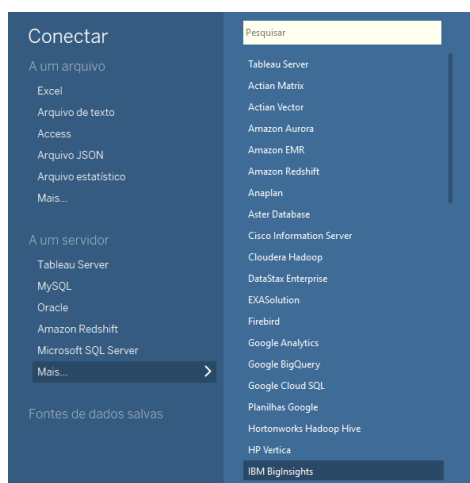 Conectar
A um arquivo
Excel
Arquivo de texto
Access
Arquivo JSON
Arquivo estatístico
Mais...
A um servidor
Tableau Server
MySQL
Oracle
Amazon Redshift
Microsoft SQL Server
Mais...
Fontes de dados salvas
Pesquisar
Tableau Server
Actian Matrix
Actian Vector
Amazon Aurora
Amazon EMR
Amazon Redshift
Anaplan
Aster Database
Cisco Information Server
Cloudera Hadoop
DataStax Enterprise
EXASolution
Firebird
Google Analytics
Google BigQuery
Google Cloud SQL
Planilhas Google
Hortonworks Hadoop Hive
HP Vertica
IBM BigInsights